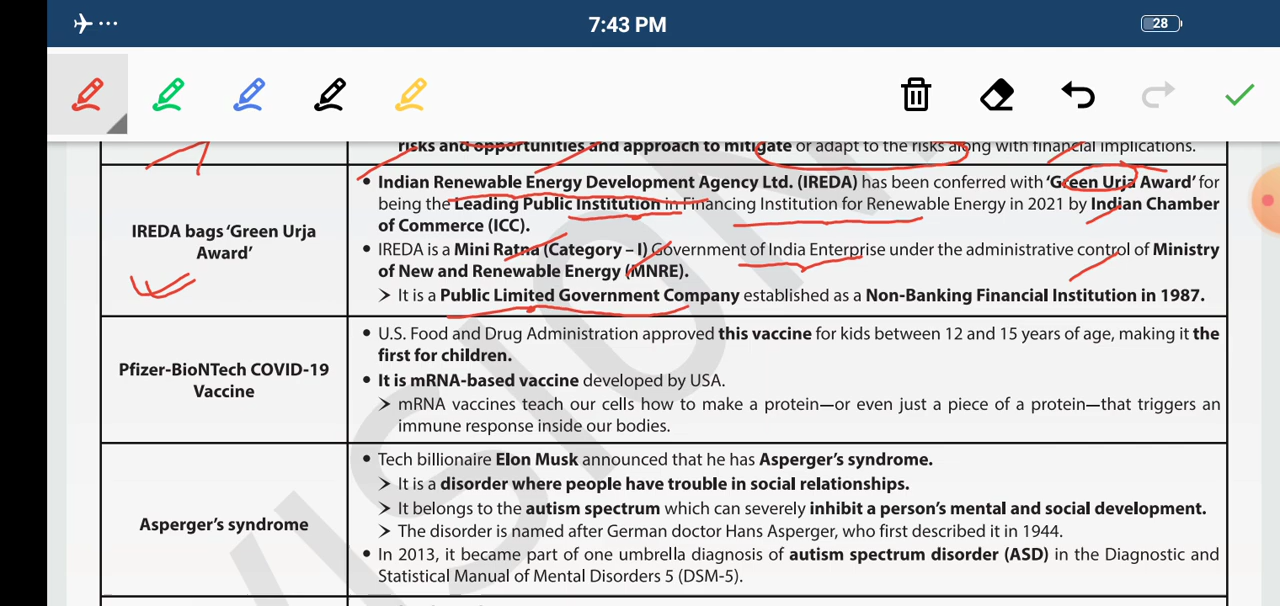 7:43 PM
28
risks and opportunities and approach to mitigate or adapt to the risks along with financial implications.
IREDA bags ‘Green Urja
Award’
• Indian Renewable Energy Development Agency Ltd. (IREDA) has been conferred with ‘Green Urja Award’ for
being the Leading Public Institution in Financing Institution for Renewable Energy in 2021 by Indian Chamber
of Commerce (ICC).
• IREDA is a Mini Ratna (Category – I) Government of India Enterprise under the administrative control of Ministry
of New and Renewable Energy (MNRE).
➤ It is a Public Limited Government Company established as a Non-Banking Financial Institution in 1987.
Pfizer-BioNTech COVID-19
Vaccine
• U.S. Food and Drug Administration approved this vaccine for kids between 12 and 15 years of age, making it the
first for children.
• It is mRNA-based vaccine developed by USA.
➤ mRNA vaccines teach our cells how to make a protein—or even just a piece of a protein—that triggers an
immune response inside our bodies.
Asperger’s syndrome
• Tech billionaire Elon Musk announced that he has Asperger’s syndrome.
➤ It is a disorder where people have trouble in social relationships.
➤ It belongs to the autism spectrum which can severely inhibit a person’s mental and social development.
➤ The disorder is named after German doctor Hans Asperger, who first described it in 1944.
• In 2013, it became part of one umbrella diagnosis of autism spectrum disorder (ASD) in the Diagnostic and
Statistical Manual of Mental Disorders 5 (DSM-5).